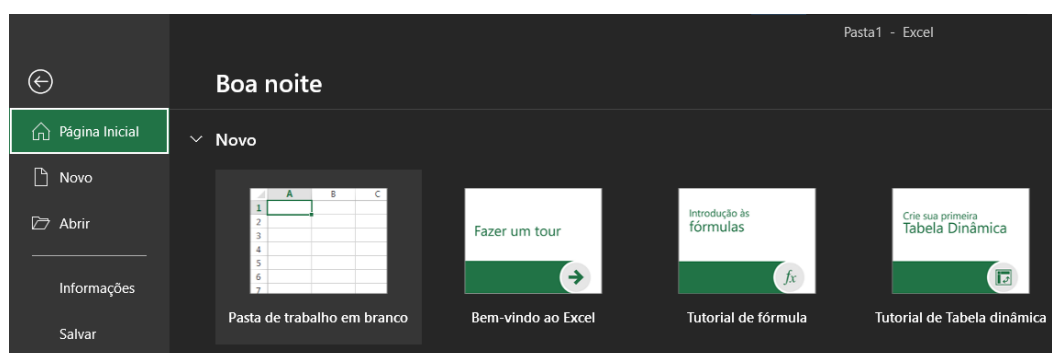 Pasta1 - Excel
Boa noite
Página Inicial
Novo
Novo
Abrir
Informações
Salvar
A B C
1
2
3
4
5
6
7
Pasta de trabalho em branco
Fazer um tour
Bem-vindo ao Excel
Introdução às
fórmulas
fx
Tutorial de fórmula
Crie sua primeira
Tabela Dinâmica
Tutorial de Tabela dinâmica